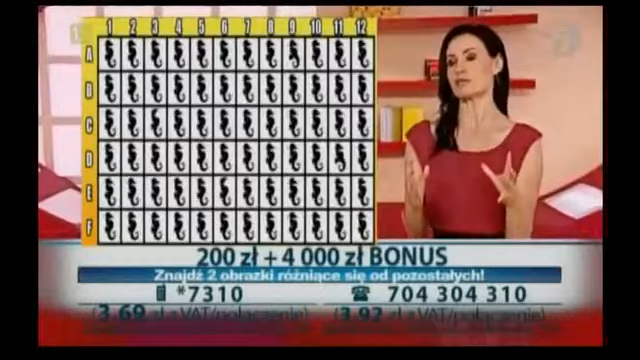 1 2 3 4 5 6 7 8 9 10 11 12
A
B
C
D
E
F
200 zł + 4 000 zł BONUS
Znajdź 2 obrazki różniące się od pozostałych!
*7310 704 304 310
(3,69 zł z VAT/połączenie) (3,92 zł z VAT/połączenie)